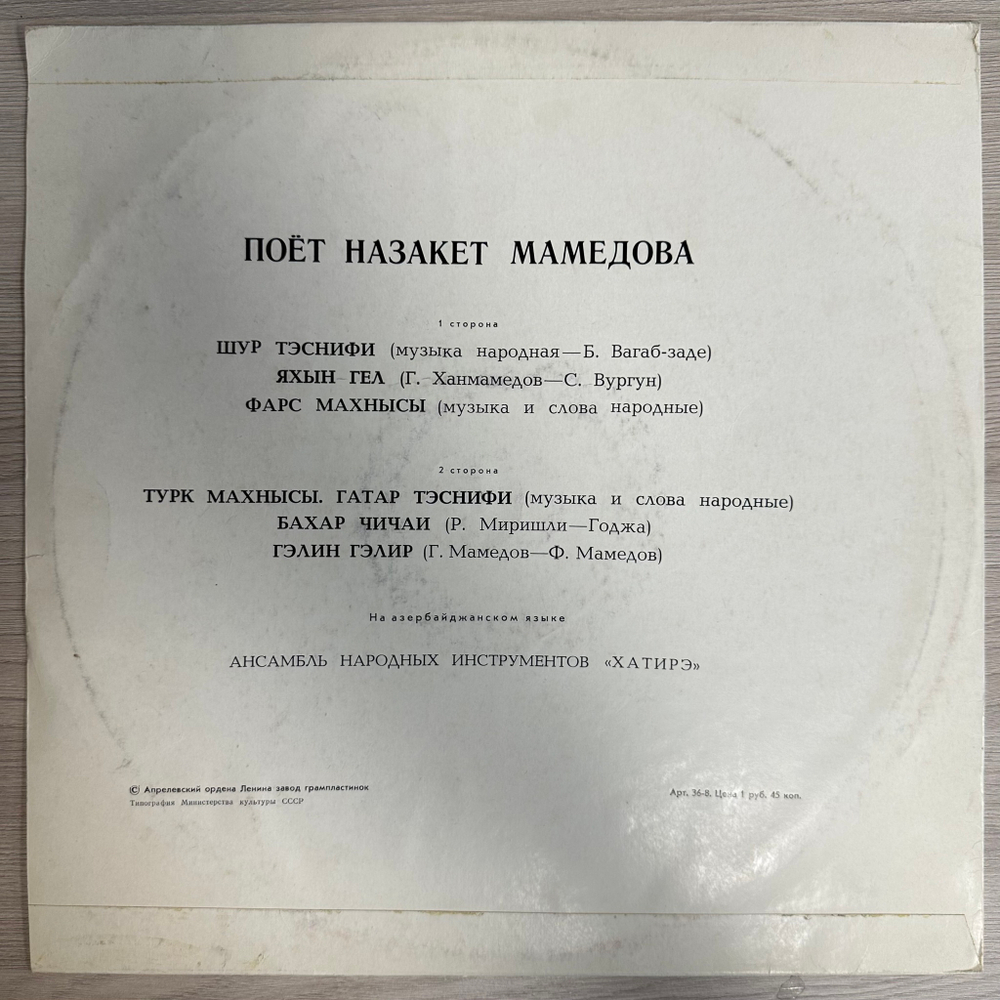 ПОЁТ НАЗАКЕТ МАМЕДОВА
1 сторона
ШУР ТЭСНИФИ (музыка народная—Б. Вагаб-заде)
ЯХЫН ГЕЛ (Г. Ханмамедов—С. Вургун)
ФАРС МАХНЫСЫ (музыка и слова народные)
2 сторона
ТУРК МАХНЫСЫ. ГАТАР ТЭСНИФИ (музыка и слова народные)
БАХАР ЧИЧАИ (Р. Миришли—Годжа)
ГЭЛИН ГЭЛИР (Г. Мамедов—Ф. Мамедов)
На азербайджанском языке
АНСАМБЛЬ НАРОДНЫХ ИНСТРУМЕНТОВ «ХАТИРЭ»
© Апрелевский ордена Ленина завод грампластинок
Типография Министерства культуры СССР
Арт. 36-8. Цена 1 руб. 45 коп.